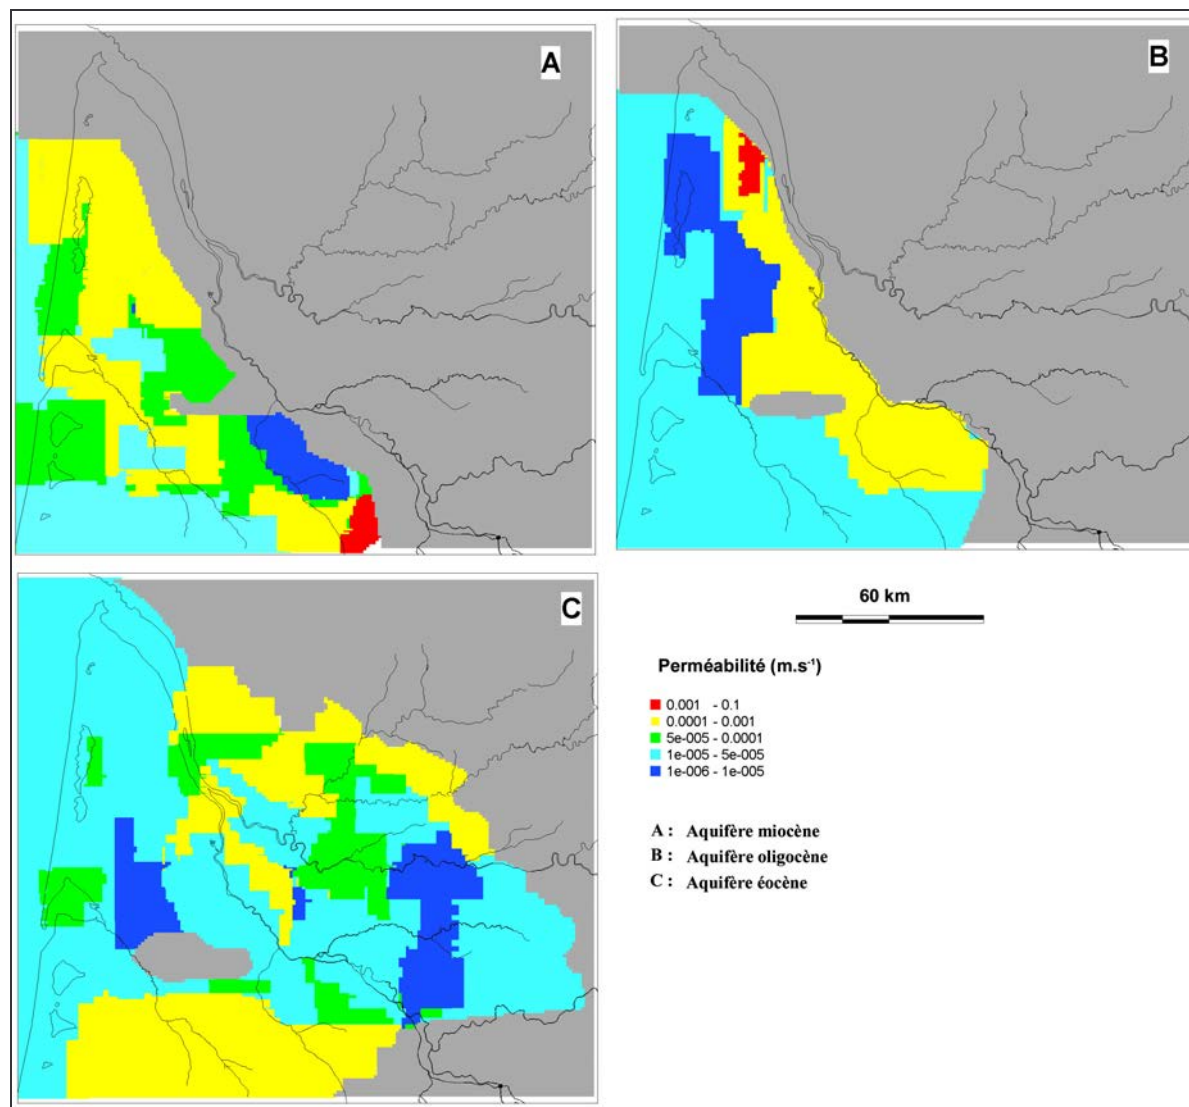 A
B
C
60 km
Perméabilité (m.s⁻¹)
0.001 - 0.1
0.0001 - 0.001
5e-005 - 0.0001
1e-005 - 5e-005
1e-006 - 1e-005
A : Aquifère miocène
B : Aquifère oligocène
C : Aquifère éocène